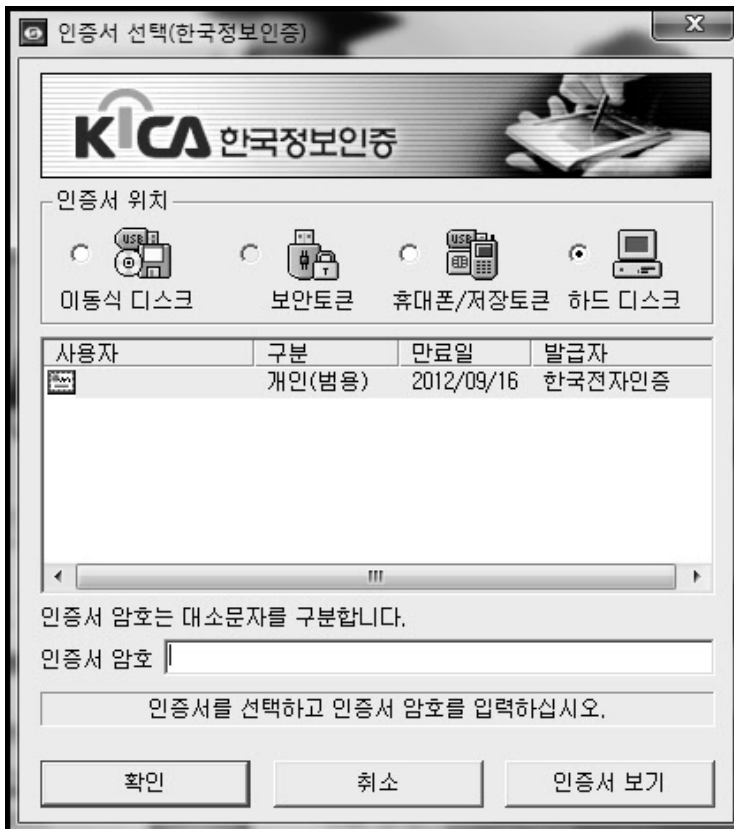 인증서 선택(한국정보인증)
KICA 한국정보인증
인증서 위치
이동식 디스크 보안토큰 휴대폰/저장토큰 하드 디스크
사용자 구분 만료일 발급자
개인(범용) 2012/09/16 한국전자인증
인증서 암호는 대소문자를 구분합니다.
인증서 암호
인증서를 선택하고 인증서 암호를 입력하십시오.
확인 취소 인증서 보기